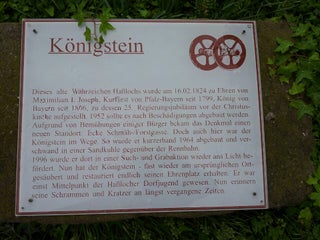 Königstein
Dieses alte Wahrzeichen Haßlochs wurde am 16.02.1824 zu Ehren von
Maximilian I. Joseph, Kurfürst von Pfalz-Bayern seit 1799, König von
Bayern seit 1806, zu dessen 25. Regierungsjubiläum vor der Christus-
kirche aufgestellt. 1952 sollte es nach Beschädigungen abgebaut werden.
Aufgrund von Bemühungen einiger Bürger bekam das Denkmal einen
neuen Standort. Ecke Schmähl-/Forstgasse. Doch auch hier war der
Königstein im Wege. So wurde er kurzerhand 1964 abgebaut und ver-
schwand in einer Sandkuhle gegenüber der Rennbahn.
1996 wurde er dort in einer Such- und Grabaktion wieder ans Licht be-
fördert. Nun hat der Königstein - fast wieder am ursprünglichen Ort-
gesäubert und restauriert endlich seinen Ehrenplatz erhalten. Er war
einst Mittelpunkt der Haßlocher Dorfjugend gewesen. Nun erinnern
seine Schrammen und Kratzer an längst vergangene Zeiten.